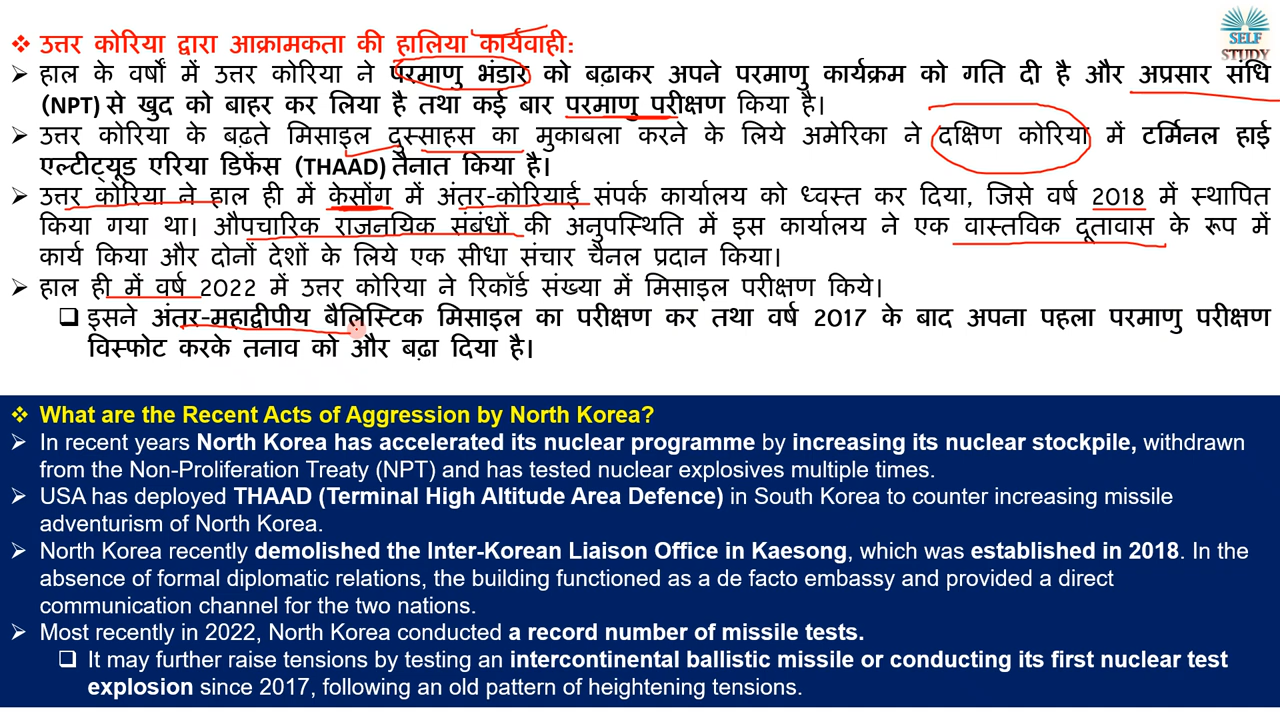 SELF
STUDY
❖ उत्तर कोरिया द्वारा आक्रामकता की हालिया कार्यवाही:
➢ हाल के वर्षों में उत्तर कोरिया ने परमाणु भंडार को बढ़ाकर अपने परमाणु कार्यक्रम को गति दी है और अप्रसार संधि
(NPT) से खुद को बाहर कर लिया है तथा कई बार परमाणु परीक्षण किया है।
➢ उत्तर कोरिया के बढ़ते मिसाइल दुस्साहस का मुकाबला करने के लिये अमेरिका ने दक्षिण कोरिया में टर्मिनल हाई
एल्टीट्यूड एरिया डिफेंस (THAAD) तैनात किया है।
➢ उत्तर कोरिया ने हाल ही में केसोंग में अंतर-कोरियाई संपर्क कार्यालय को ध्वस्त कर दिया, जिसे वर्ष 2018 में स्थापित
किया गया था। औपचारिक राजनयिक संबंधों की अनुपस्थिति में इस कार्यालय ने एक वास्तविक दूतावास के रूप में
कार्य किया और दोनों देशों के लिये एक सीधा संचार चैनल प्रदान किया।
➢ हाल ही में वर्ष 2022 में उत्तर कोरिया ने रिकॉर्ड संख्या में मिसाइल परीक्षण किये।
❑ इसने अंतर-महाद्वीपीय बैलिस्टिक मिसाइल का परीक्षण कर तथा वर्ष 2017 के बाद अपना पहला परमाणु परीक्षण
विस्फोट करके तनाव को और बढ़ा दिया है।
❖ What are the Recent Acts of Aggression by North Korea?
➢ In recent years North Korea has accelerated its nuclear programme by increasing its nuclear stockpile, withdrawn
from the Non-Proliferation Treaty (NPT) and has tested nuclear explosives multiple times.
➢ USA has deployed THAAD (Terminal High Altitude Area Defence) in South Korea to counter increasing missile
adventurism of North Korea.
➢ North Korea recently demolished the Inter-Korean Liaison Office in Kaesong, which was established in 2018. In the
absence of formal diplomatic relations, the building functioned as a de facto embassy and provided a direct
communication channel for the two nations.
➢ Most recently in 2022, North Korea conducted a record number of missile tests.
❑ It may further raise tensions by testing an intercontinental ballistic missile or conducting its first nuclear test
explosion since 2017, following an old pattern of heightening tensions.